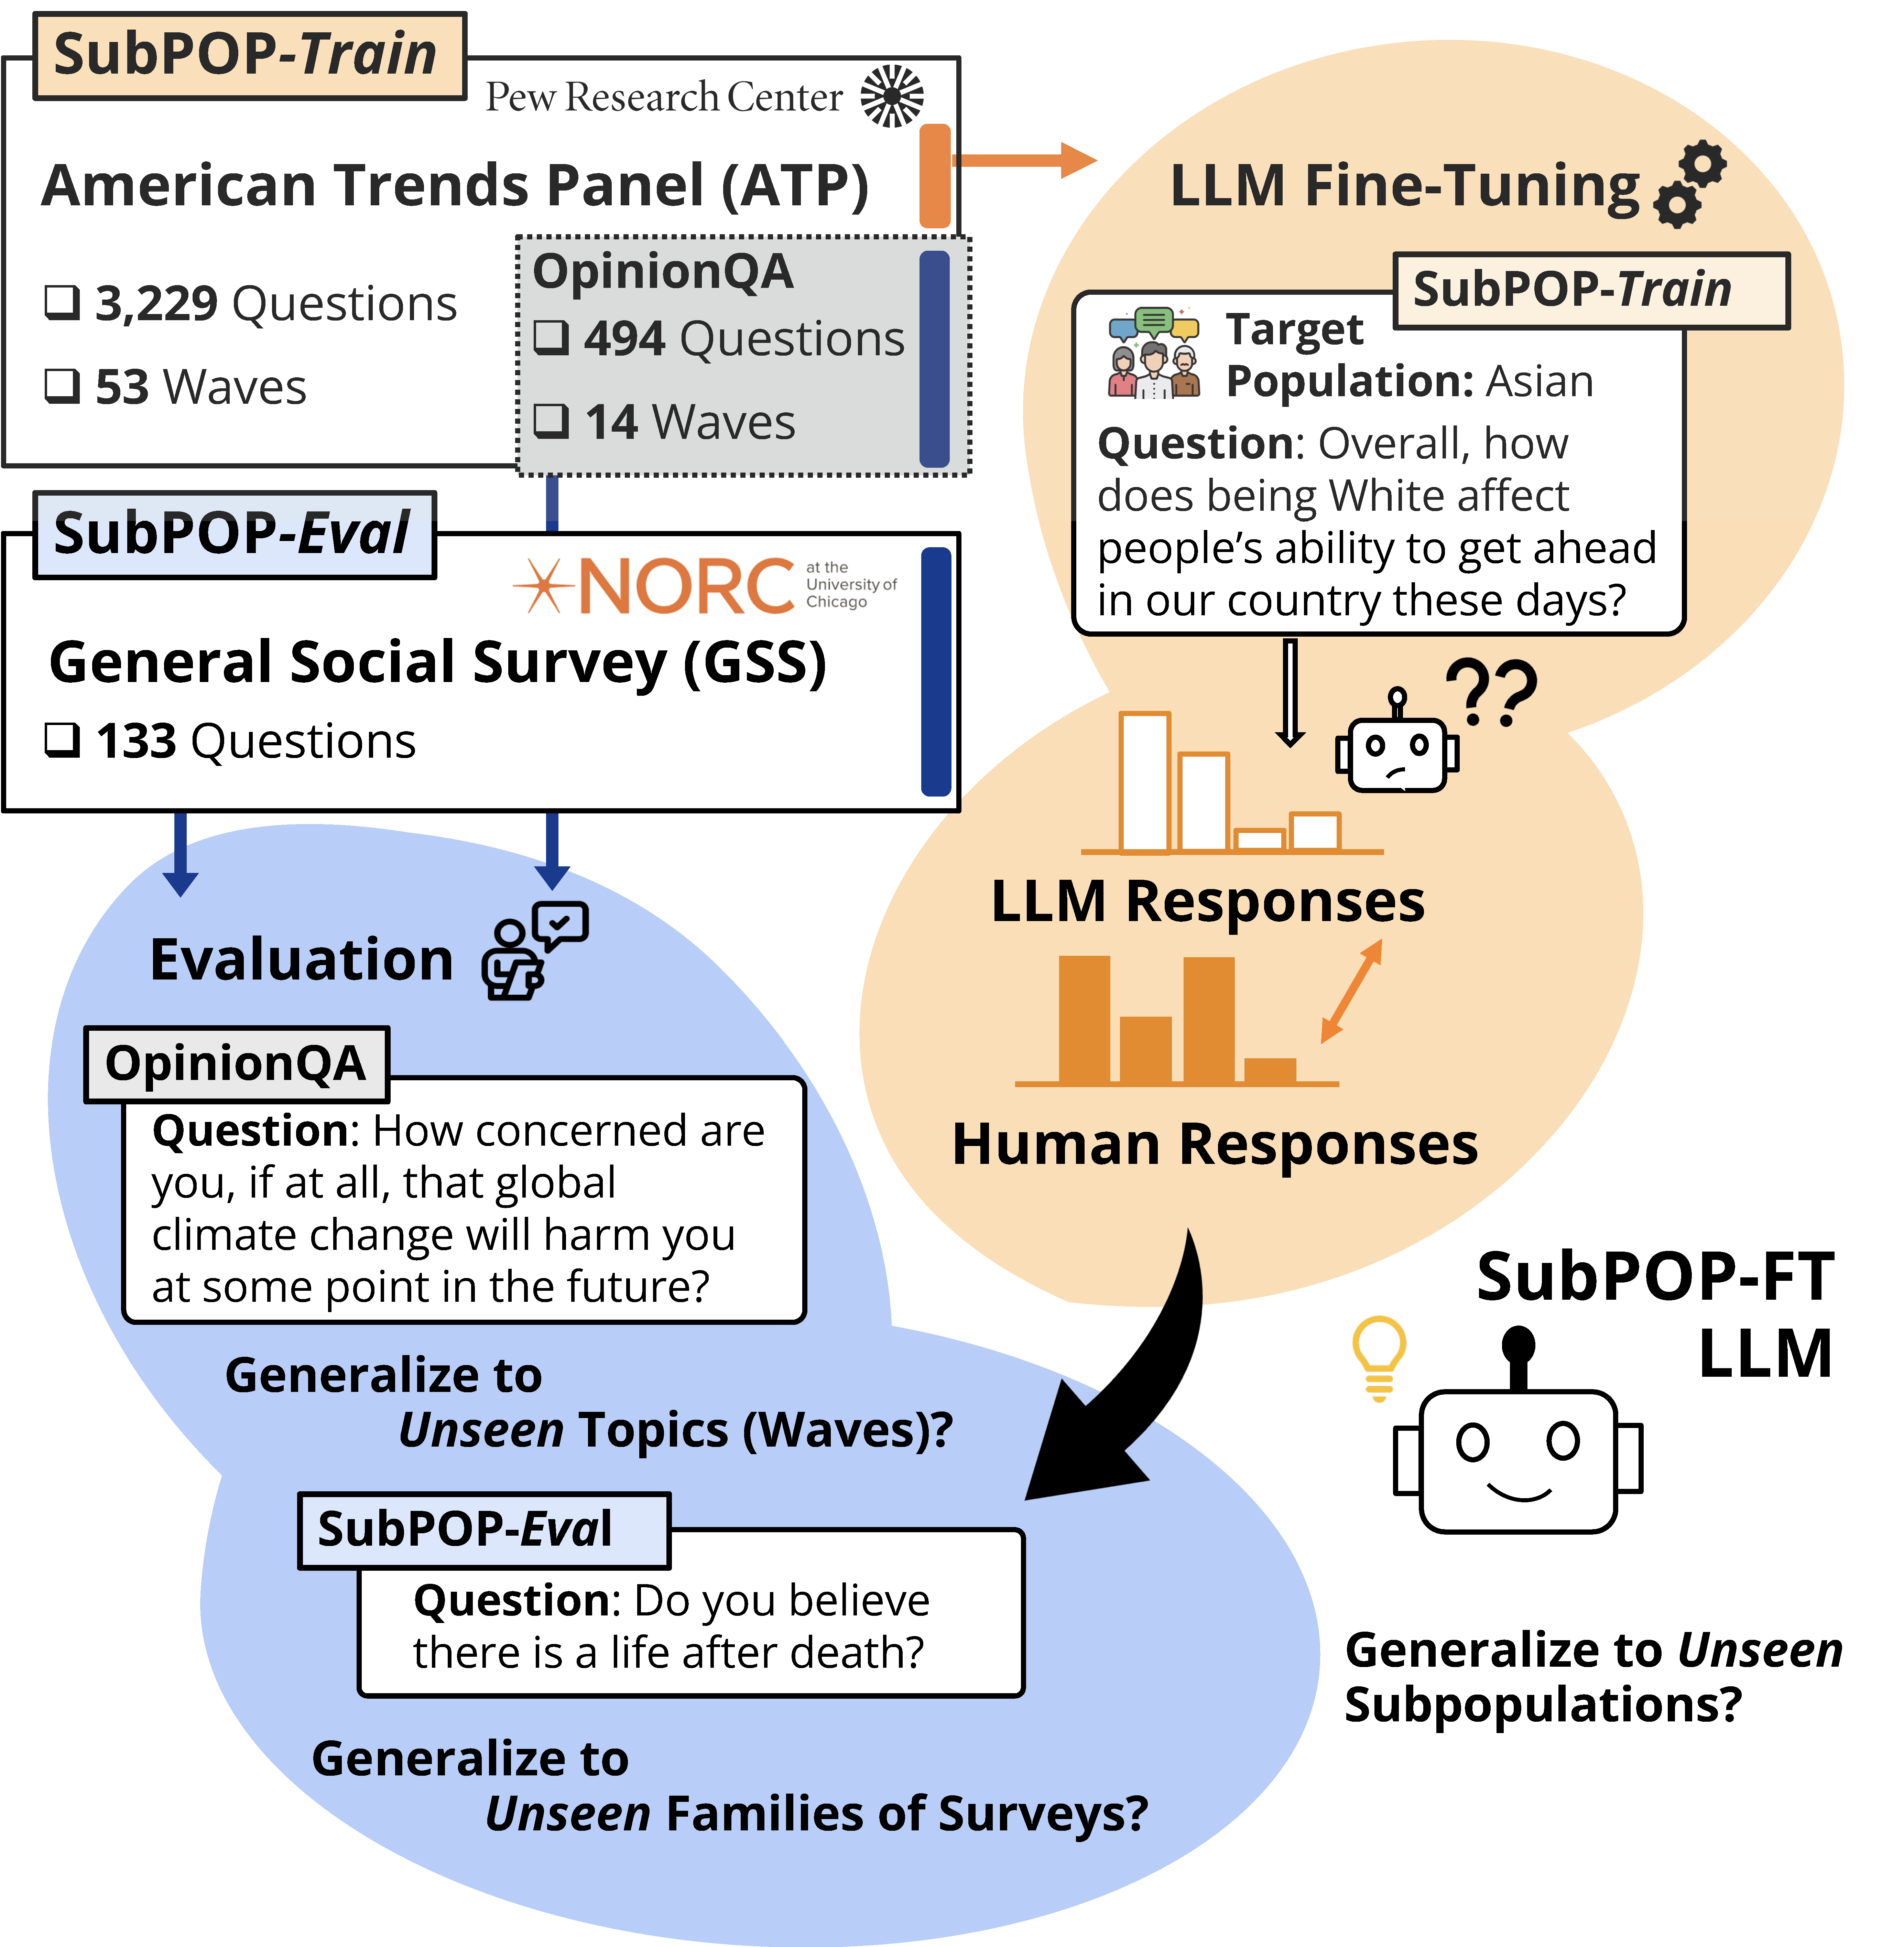 SubPOP-Train
Pew Research Center
American Trends Panel (ATP)
3,229 Questions
53 Waves
OpinionQA
494 Questions
14 Waves
SubPOP-Eval
NORC
at the
University of
Chicago
General Social Survey (GSS)
133 Questions
LLM Fine-Tuning
SubPOP-Train
Target
Population: Asian
Question: Overall, how
does being White affect
people’s ability to get ahead
in our country these days?
??
LLM Responses
Human Responses
Evaluation
OpinionQA
Question: How concerned are
you, if at all, that global
climate change will harm you
at some point in the future?
Generalize to
Unseen Topics (Waves)?
SubPOP-Eval
Question: Do you believe
there is a life after death?
Generalize to
Unseen Families of Surveys?
SubPOP-FT
LLM
Generalize to Unseen
Subpopulations?